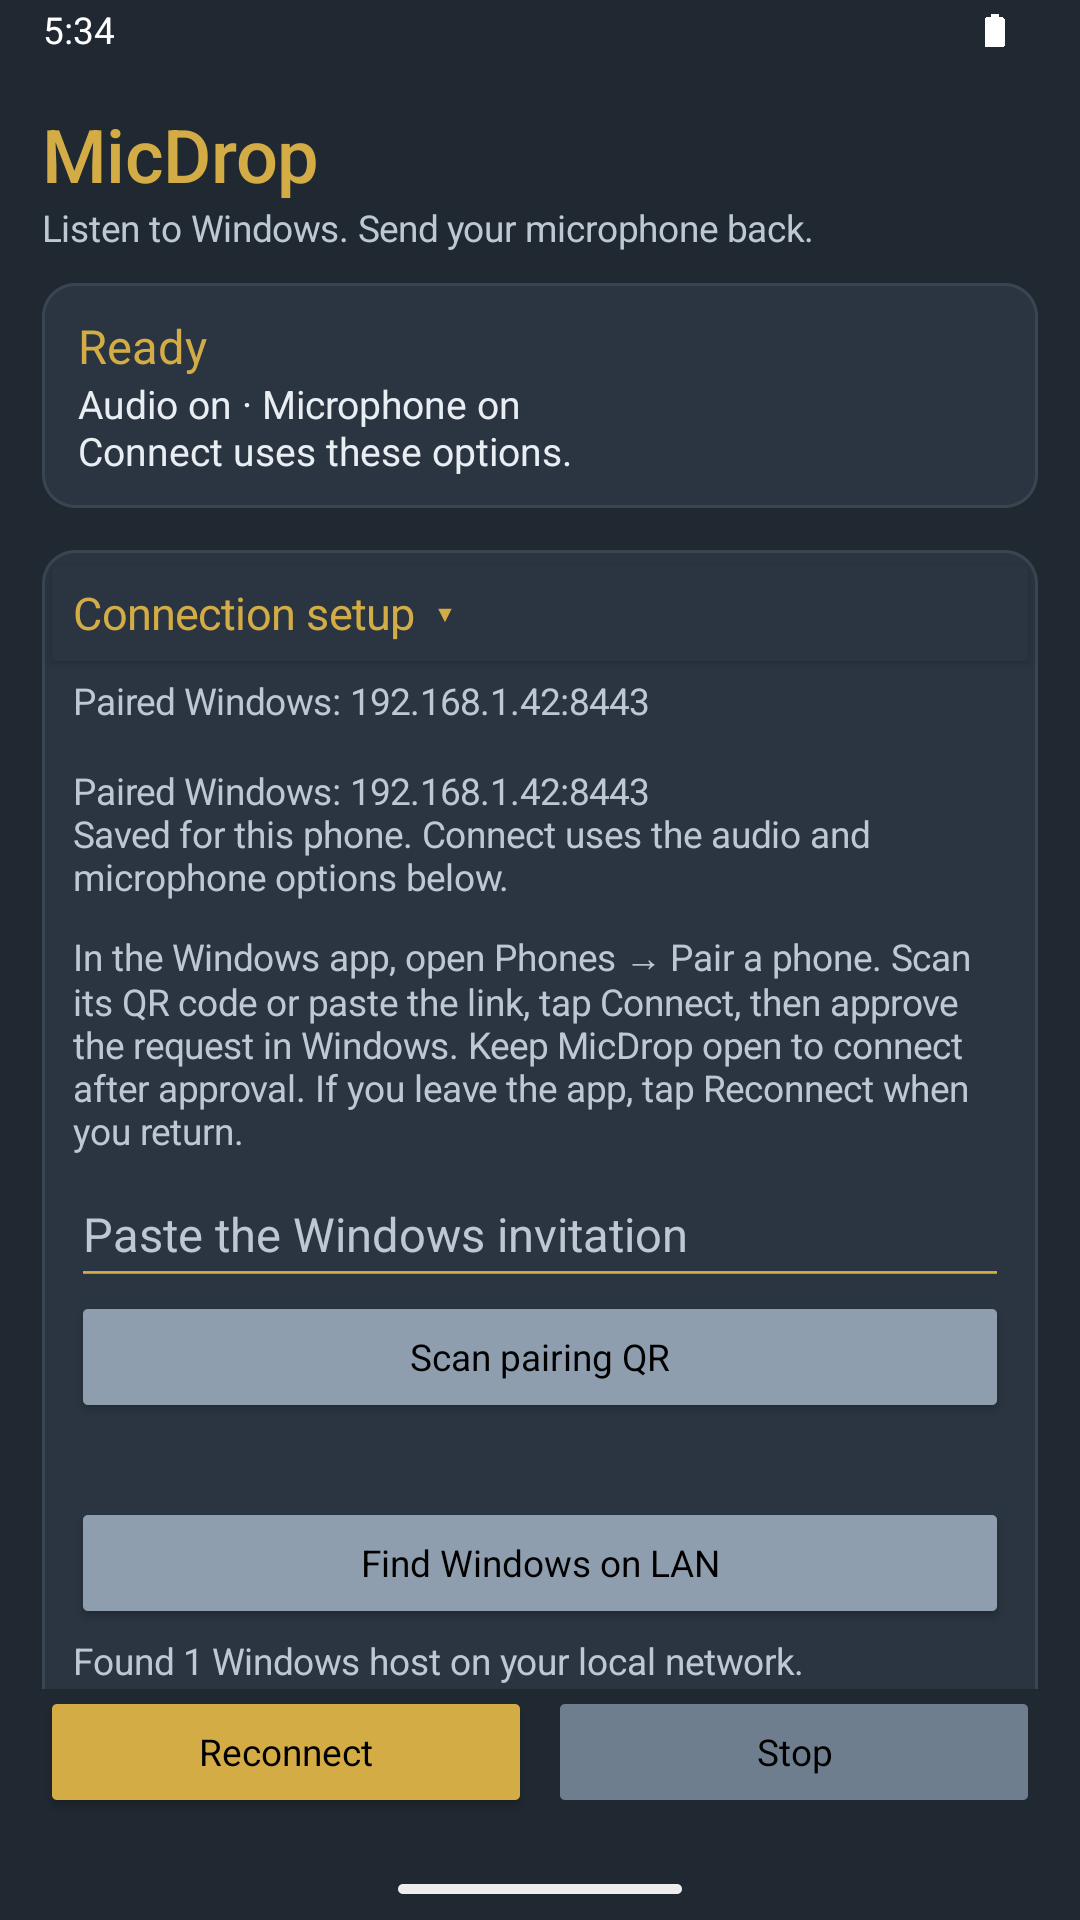 5:34
MicDrop
Listen to Windows. Send your microphone back.
Ready
Audio on · Microphone on
Connect uses these options.
Connection setup ▾
Paired Windows: 192.168.1.42:8443
Paired Windows: 192.168.1.42:8443
Saved for this phone. Connect uses the audio and
microphone options below.
In the Windows app, open Phones → Pair a phone. Scan
its QR code or paste the link, tap Connect, then approve
the request in Windows. Keep MicDrop open to connect
after approval. If you leave the app, tap Reconnect when
you return.
Paste the Windows invitation
Scan pairing QR
Find Windows on LAN
Found 1 Windows host on your local network.
Reconnect
Stop